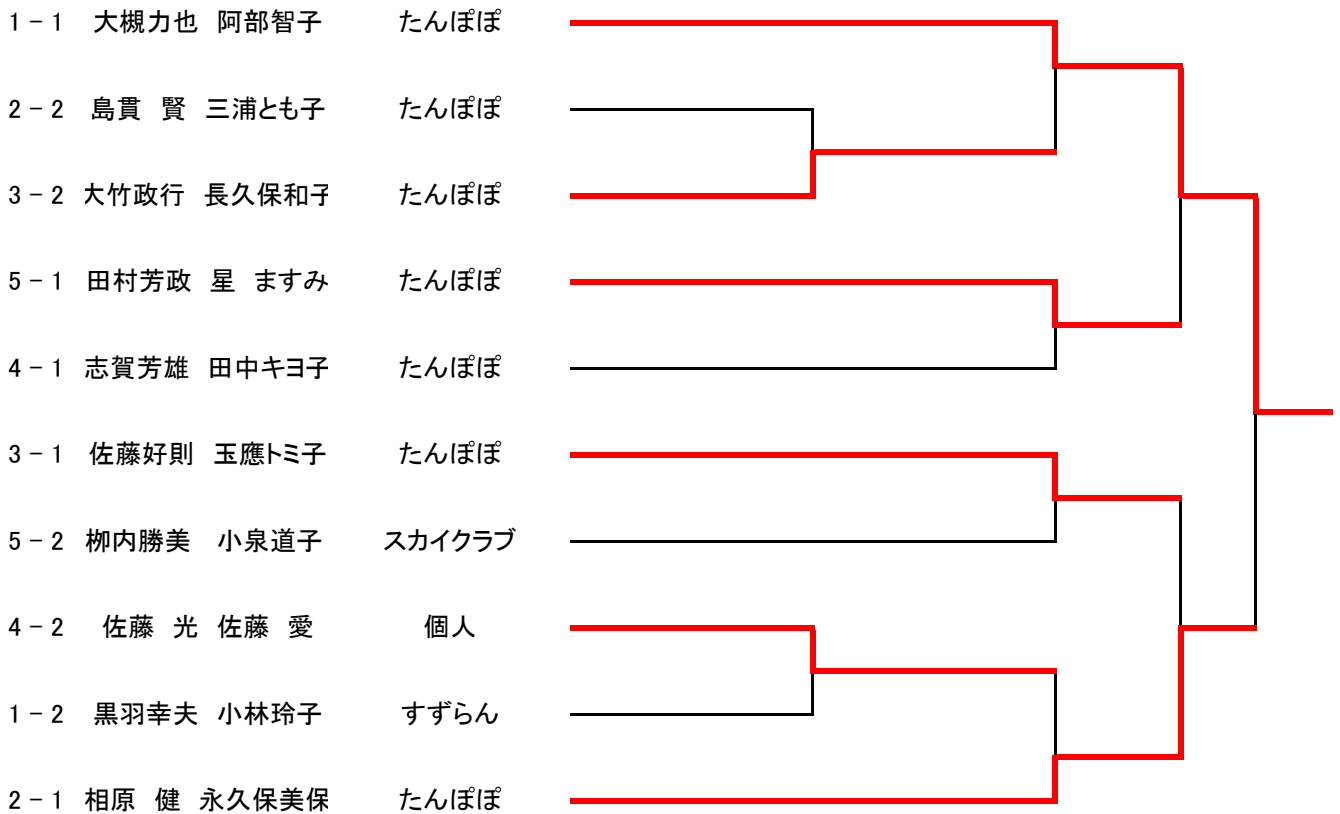 1－1 大槻力也 阿部智子 たんぽぽ
2－2 島貫 賢 三浦とも子 たんぽぽ
3－2 大竹政行 長久保和子 たんぽぽ
5－1 田村芳政 星 ますみ たんぽぽ
4－1 志賀芳雄 田中キヨ子 たんぽぽ
3－1 佐藤好則 玉應トミ子 たんぽぽ
5－2 柳内勝美 小泉道子 スカイクラブ
4－2 佐藤 光 佐藤 愛 個人
1－2 黒羽幸夫 小林玲子 すずらん
2－1 相原 健 永久保美保 たんぽぽ